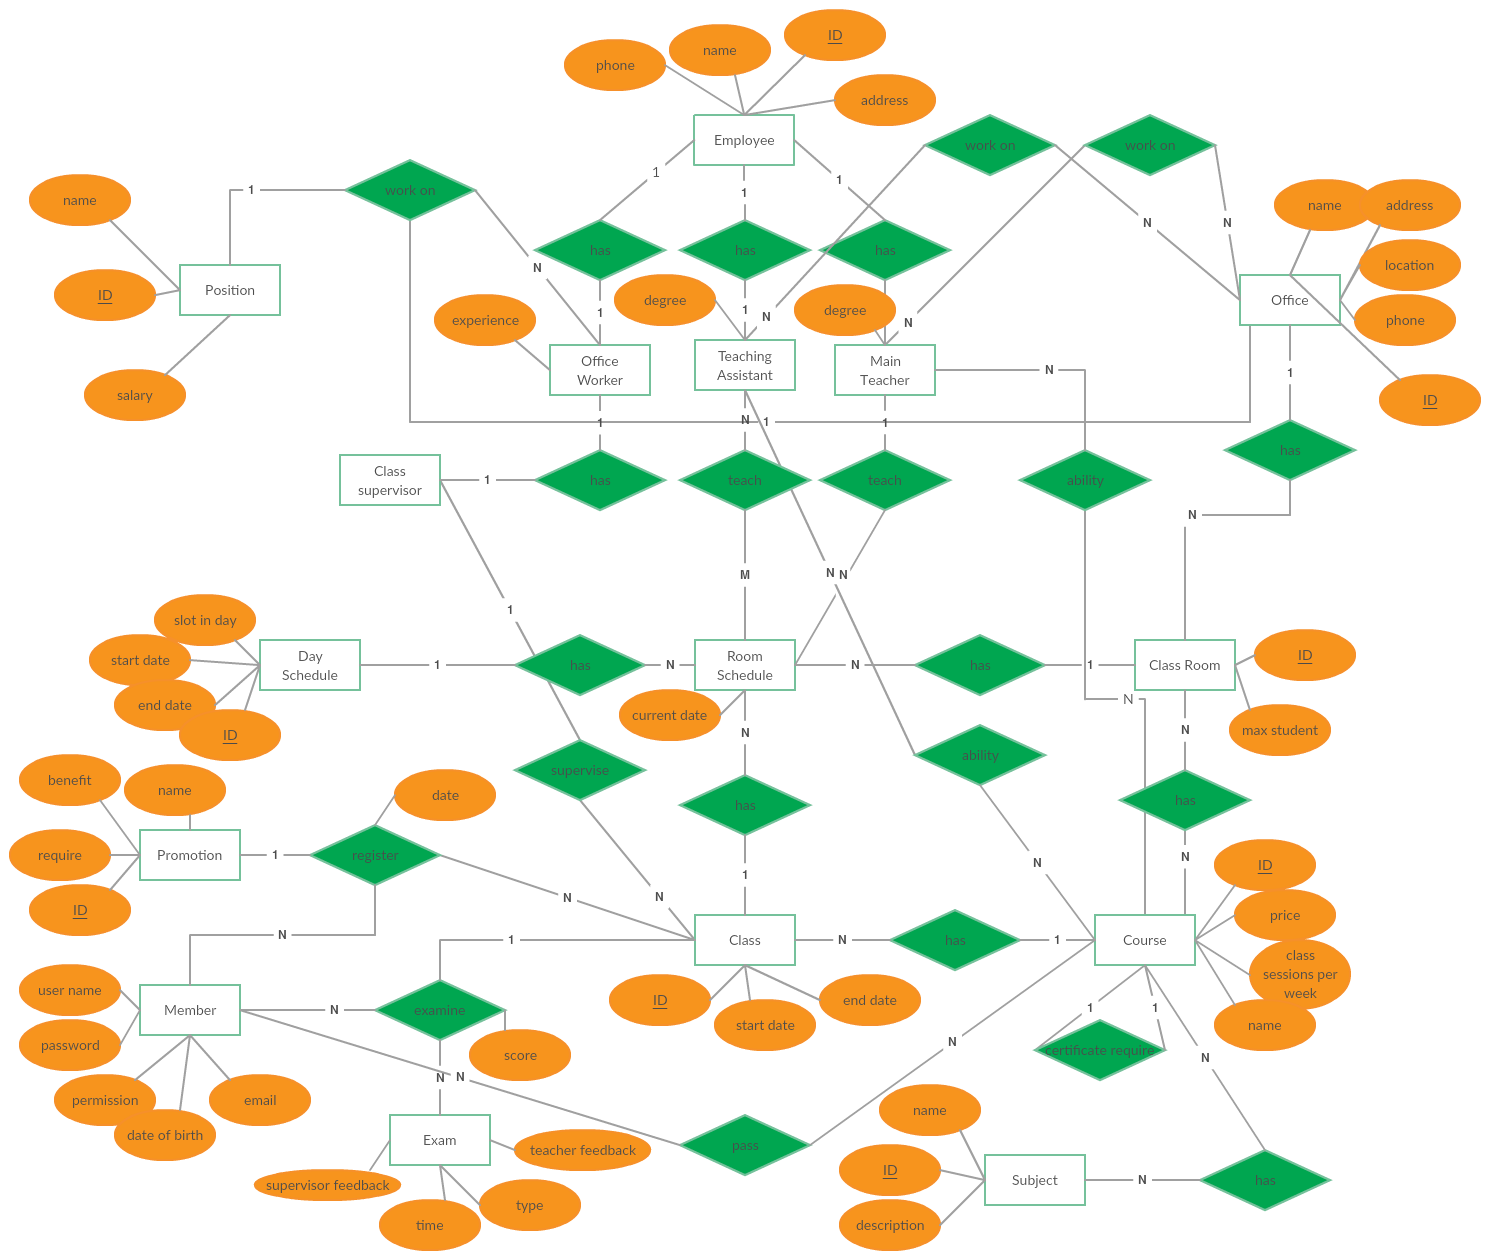 ID
name
phone
address
Employee
work on
work on
work on
1
1
1
1
name
name
address
N
N
has
has
has
location
N
Position
ID
degree
Office
degree
experience
1
1
N
N
phone
Office
Worker
Teaching
Assistant
Main
Teacher
N
1
salary
ID
1
N
1
1
has
Class
supervisor
1
has
teach
teach
ability
N
M
N
N
1
slot in day
start date
Day
Schedule
1
has
N
Room
Schedule
N
has
1
Class Room
ID
end date
current date
N
ID
N
N
max student
benefit
name
supervise
ability
date
has
has
require
Promotion
1
register
N
N
1
ID
ID
N
N
price
N
1
Class
N
has
1
Course
class
sessions per
week
user name
Member
N
examine
ID
end date
1
1
name
start date
password
score
N
certificate require
N
N
N
permission
email
name
date of birth
Exam
teacher feedback
pass
ID
Subject
N
has
supervisor feedback
type
time
description